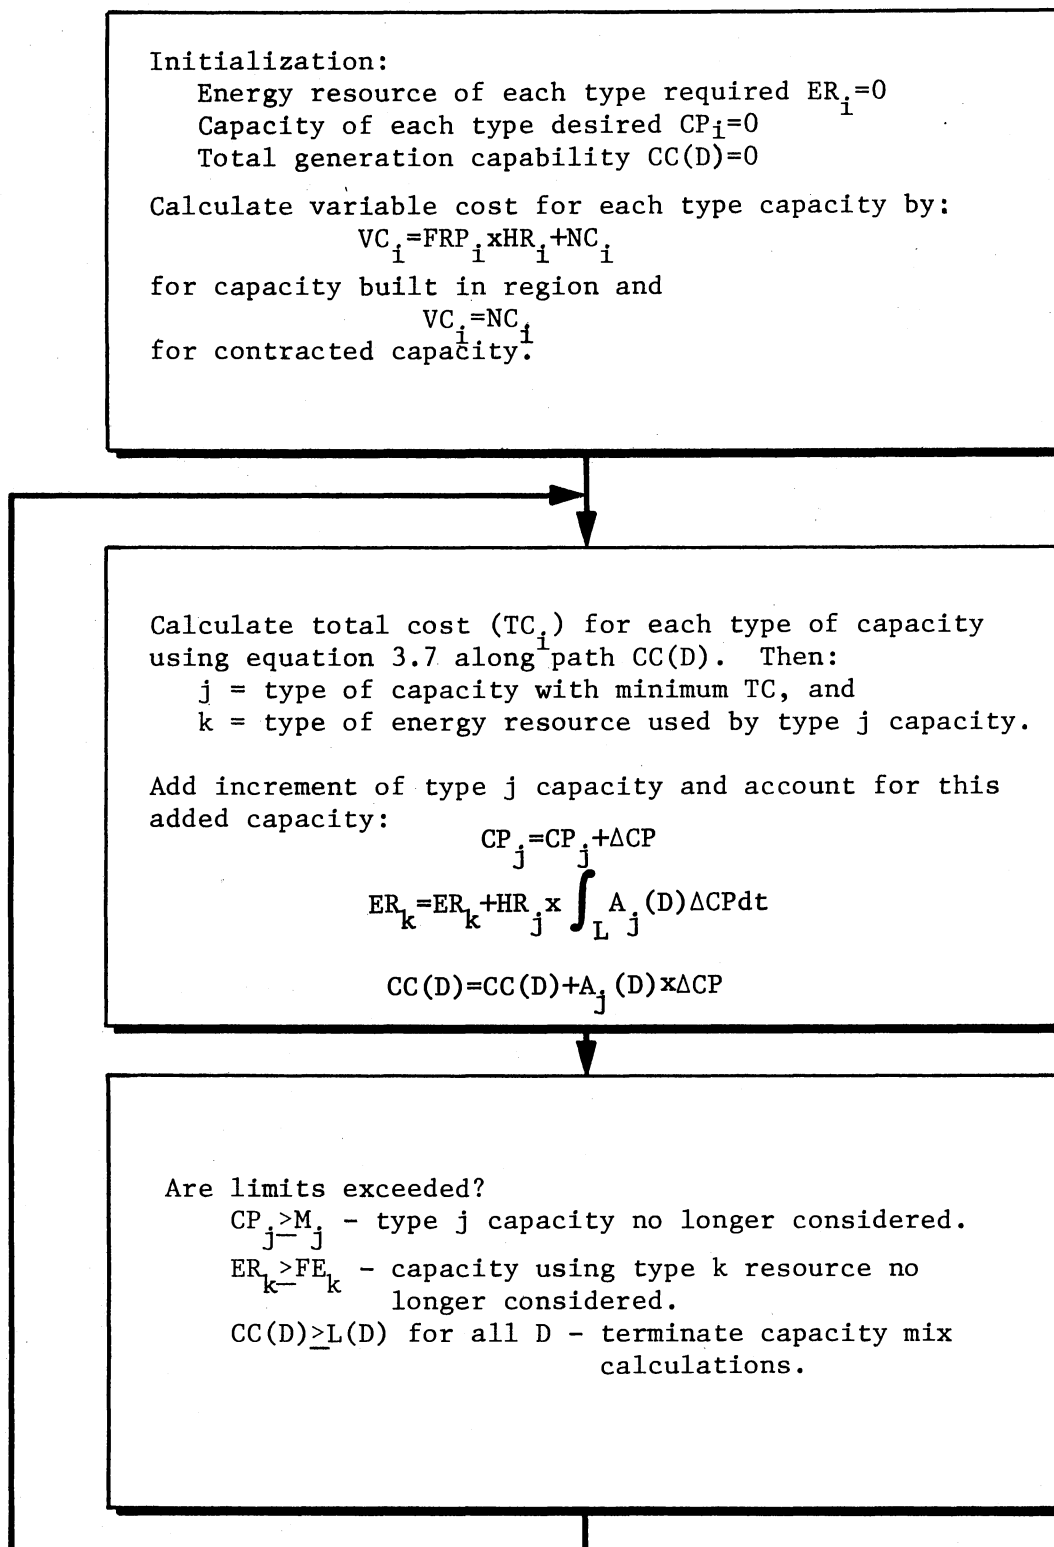 Initialization:
Energy resource of each type required ER_i=0
Capacity of each type desired CP_i=0
Total generation capability CC(D)=0
Calculate variable cost for each type capacity by:
VC_i=FRP_ixHR_i+NC_i
for capacity built in region and
VC_i=NC_i
for contracted capacity.
Calculate total cost (TC_i) for each type of capacity
using equation 3.7 along path CC(D). Then:
j = type of capacity with minimum TC, and
k = type of energy resource used by type j capacity.
Add increment of type j capacity and account for this
added capacity:
CP_j=CP_j+ΔCP
ER_k=ER_k+HR_jx ∫_L A_j(D)ΔCPdt
CC(D)=CC(D)+A_j(D)xΔCP
Are limits exceeded?
CP_j≥M_j - type j capacity no longer considered.
ER_k≥FE_k - capacity using type k resource no
longer considered.
CC(D)≥L(D) for all D - terminate capacity mix
calculations.